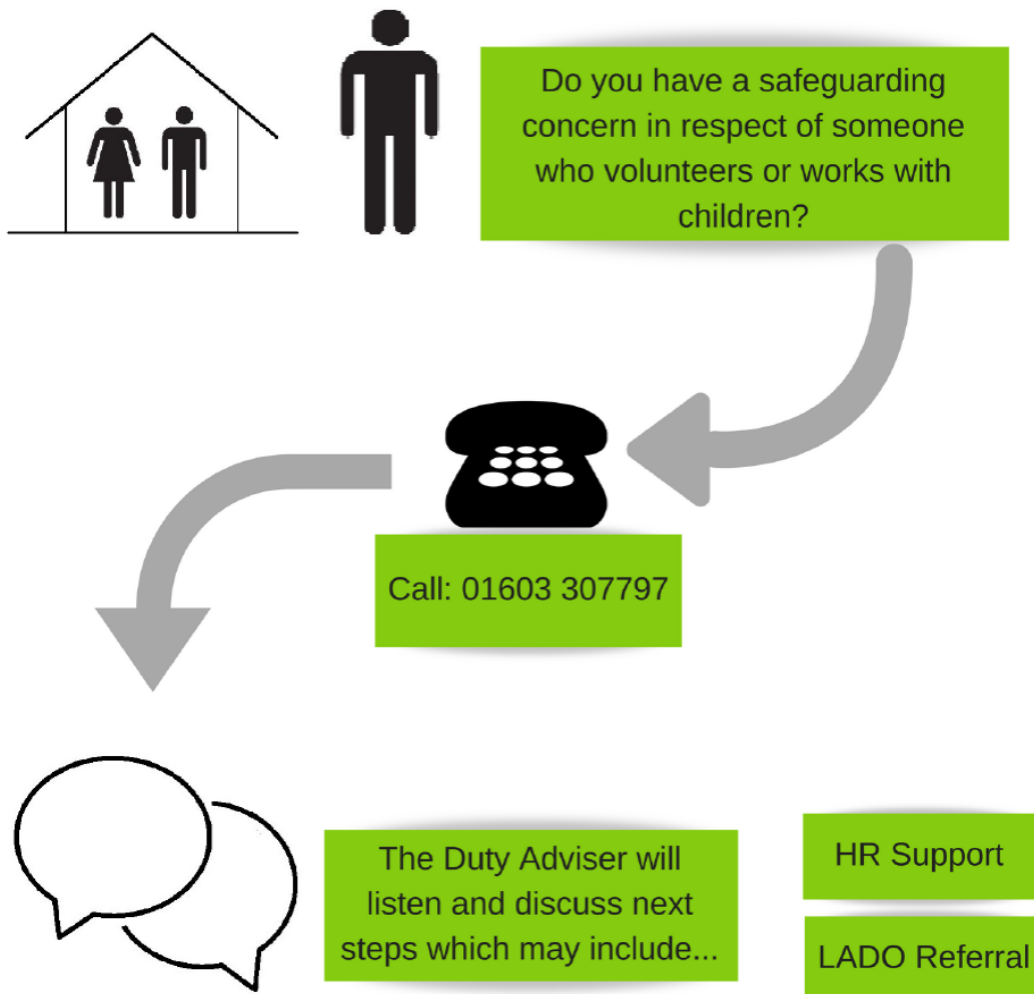 Do you have a safeguarding
concern in respect of someone
who volunteers or works with
children?
Call: 01603 307797
The Duty Adviser will
listen and discuss next
steps which may include...
HR Support
LADO Referral